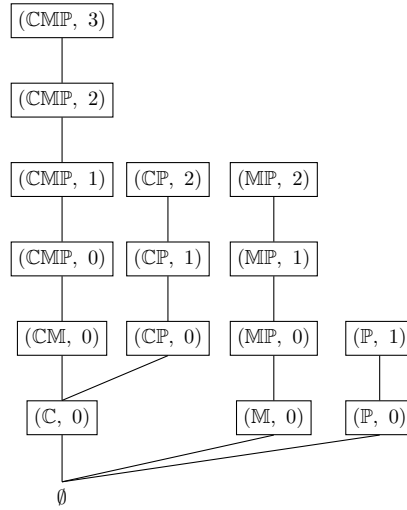 (ℂ𝕄ℙ, 3)
(ℂ𝕄ℙ, 2)
(ℂ𝕄ℙ, 1) (ℂℙ, 2) (𝕄ℙ, 2)
(ℂ𝕄ℙ, 0) (ℂℙ, 1) (𝕄ℙ, 1)
(ℂ𝕄, 0) (ℂℙ, 0) (𝕄ℙ, 0) (ℙ, 1)
(ℂ, 0) (𝕄, 0) (ℙ, 0)
∅